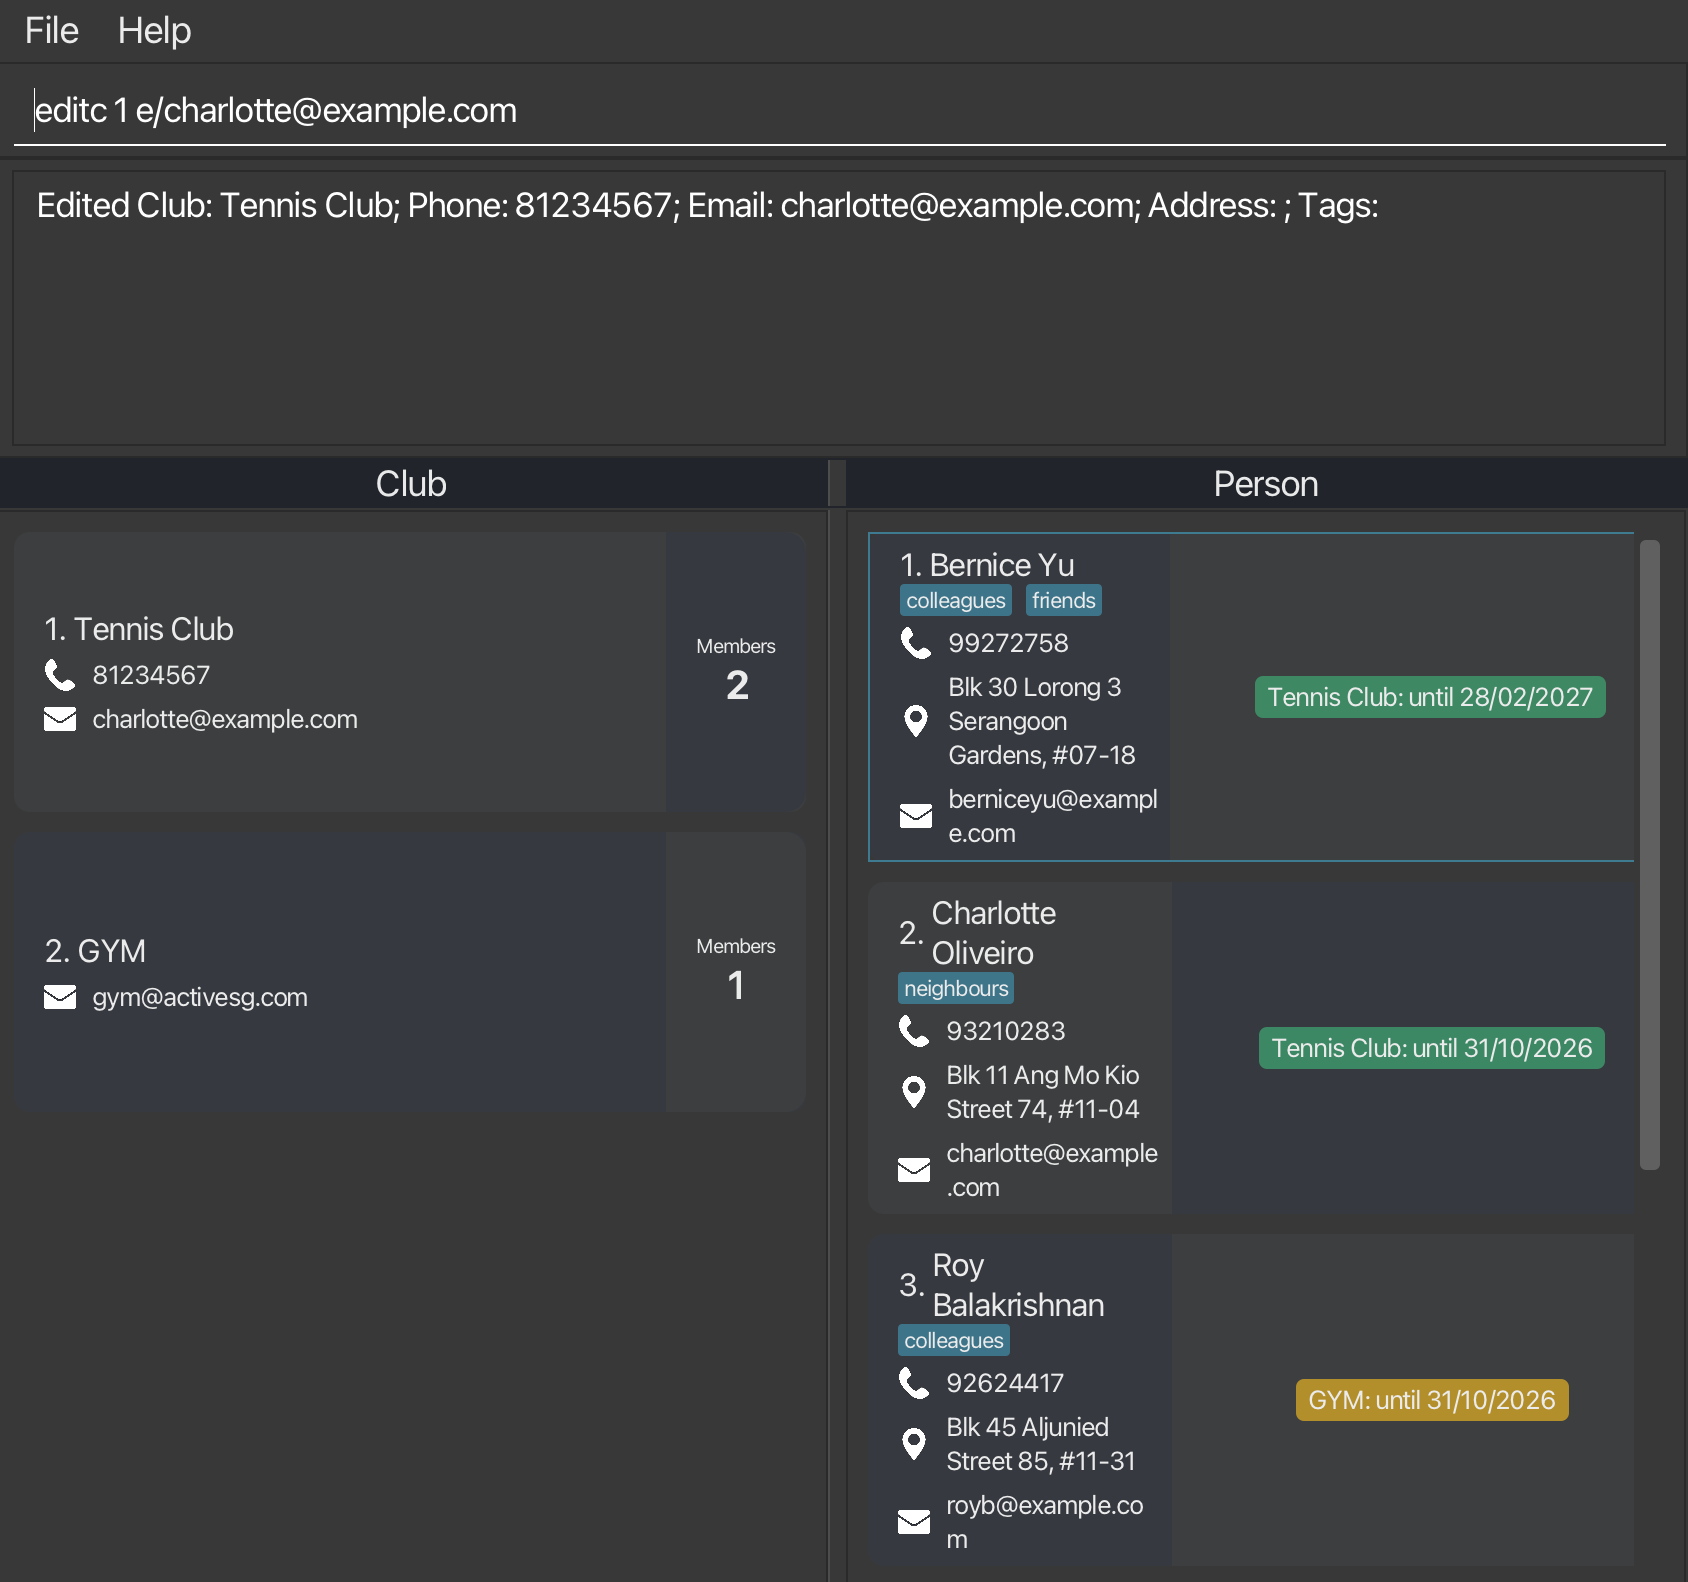 File Help
editc 1 e/charlotte@example.com
Edited Club: Tennis Club; Phone: 81234567; Email: charlotte@example.com; Address: ; Tags:
Club
1. Tennis Club
81234567
charlotte@example.com
Members
2
2. GYM
gym@activesg.com
Members
1
Person
1. Bernice Yu
colleagues friends
99272758
Blk 30 Lorong 3
Serangoon
Gardens, #07-18
berniceyu@exampl
e.com
Tennis Club: until 28/02/2027
2. Charlotte
Oliveiro
neighbours
93210283
Blk 11 Ang Mo Kio
Street 74, #11-04
charlotte@example
.com
Tennis Club: until 31/10/2026
3. Roy
Balakrishnan
colleagues
92624417
Blk 45 Aljunied
Street 85, #11-31
royb@example.co
m
GYM: until 31/10/2026